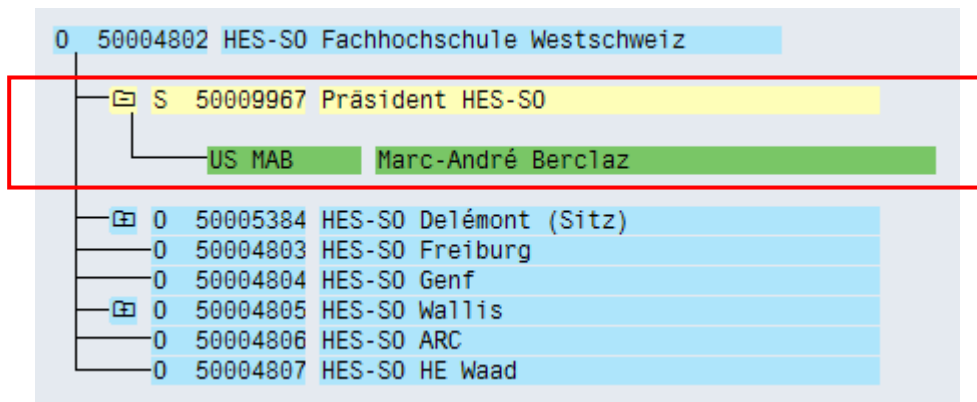 O 50004802 HES-SO Fachhochschule Westschweiz
S 50009967 Präsident HES-SO
US MAB Marc-André Berclaz
O 50005384 HES-SO Delémont (Sitz)
O 50004803 HES-SO Freiburg
O 50004804 HES-SO Genf
O 50004805 HES-SO Wallis
O 50004806 HES-SO ARC
O 50004807 HES-SO HE Waad